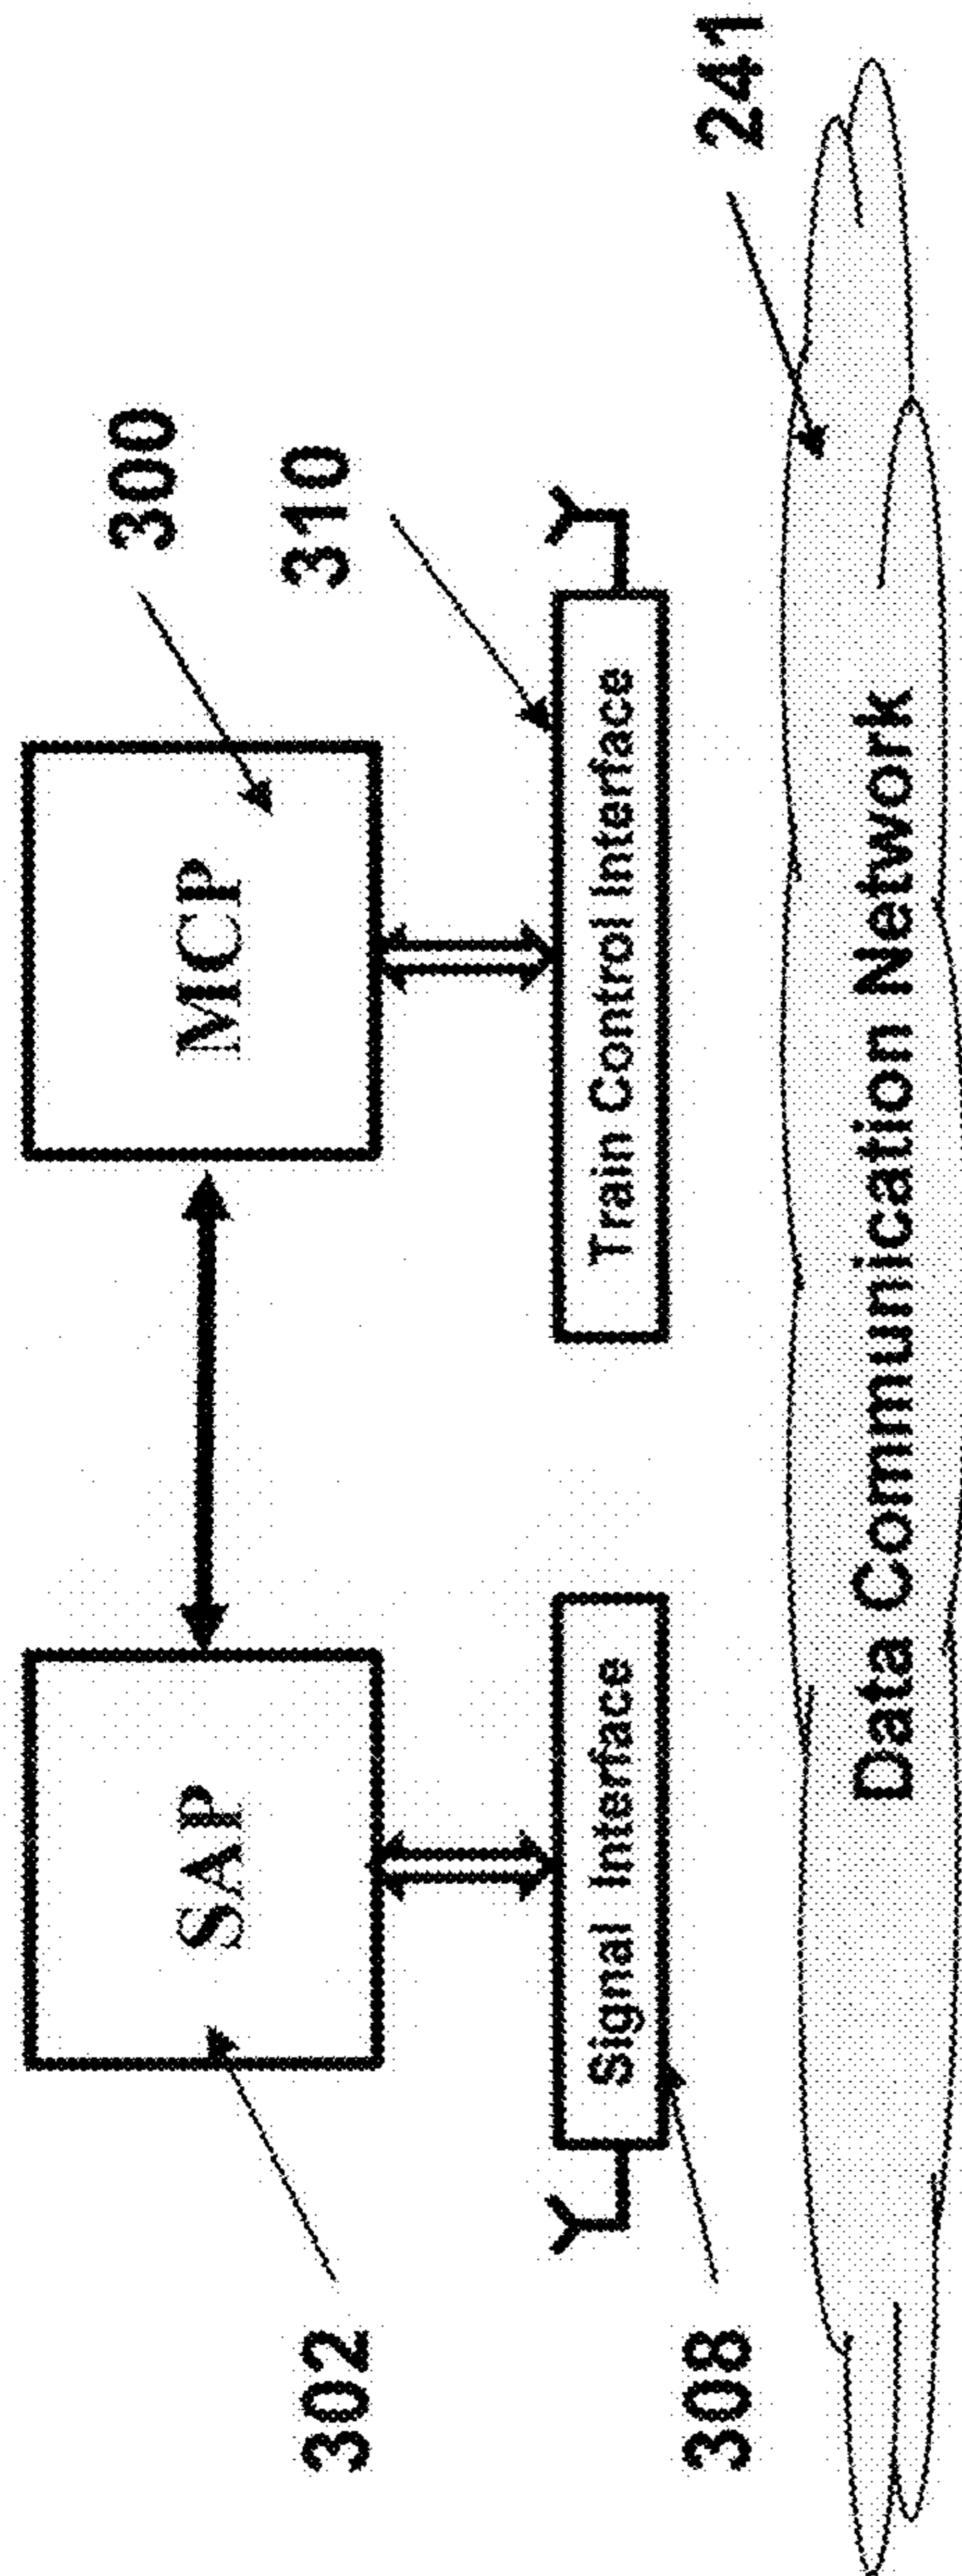 300
310
241
SAP
MCP
302
Signal Interface
Train Control Interface
308
Data Communication Network